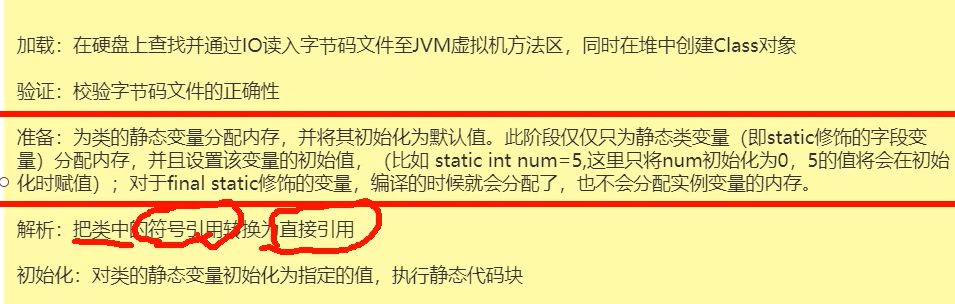 加载：在硬盘上查找并通过IO读入字节码文件至JVM虚拟机方法区，同时在堆中创建Class对象
验证：校验字节码文件的正确性
准备：为类的静态变量分配内存，并将其初始化为默认值。此阶段仅仅只为静态类变量（即static修饰的字段变
量）分配内存，并且设置该变量的初始值，（比如 static int num=5,这里只将num初始化为0，5的值将会在初始
化时赋值）；对于final static修饰的变量，编译的时候就会分配了，也不会分配实例变量的内存。
解析：把类中的符号引用转换为直接引用
初始化：对类的静态变量初始化为指定的值，执行静态代码块